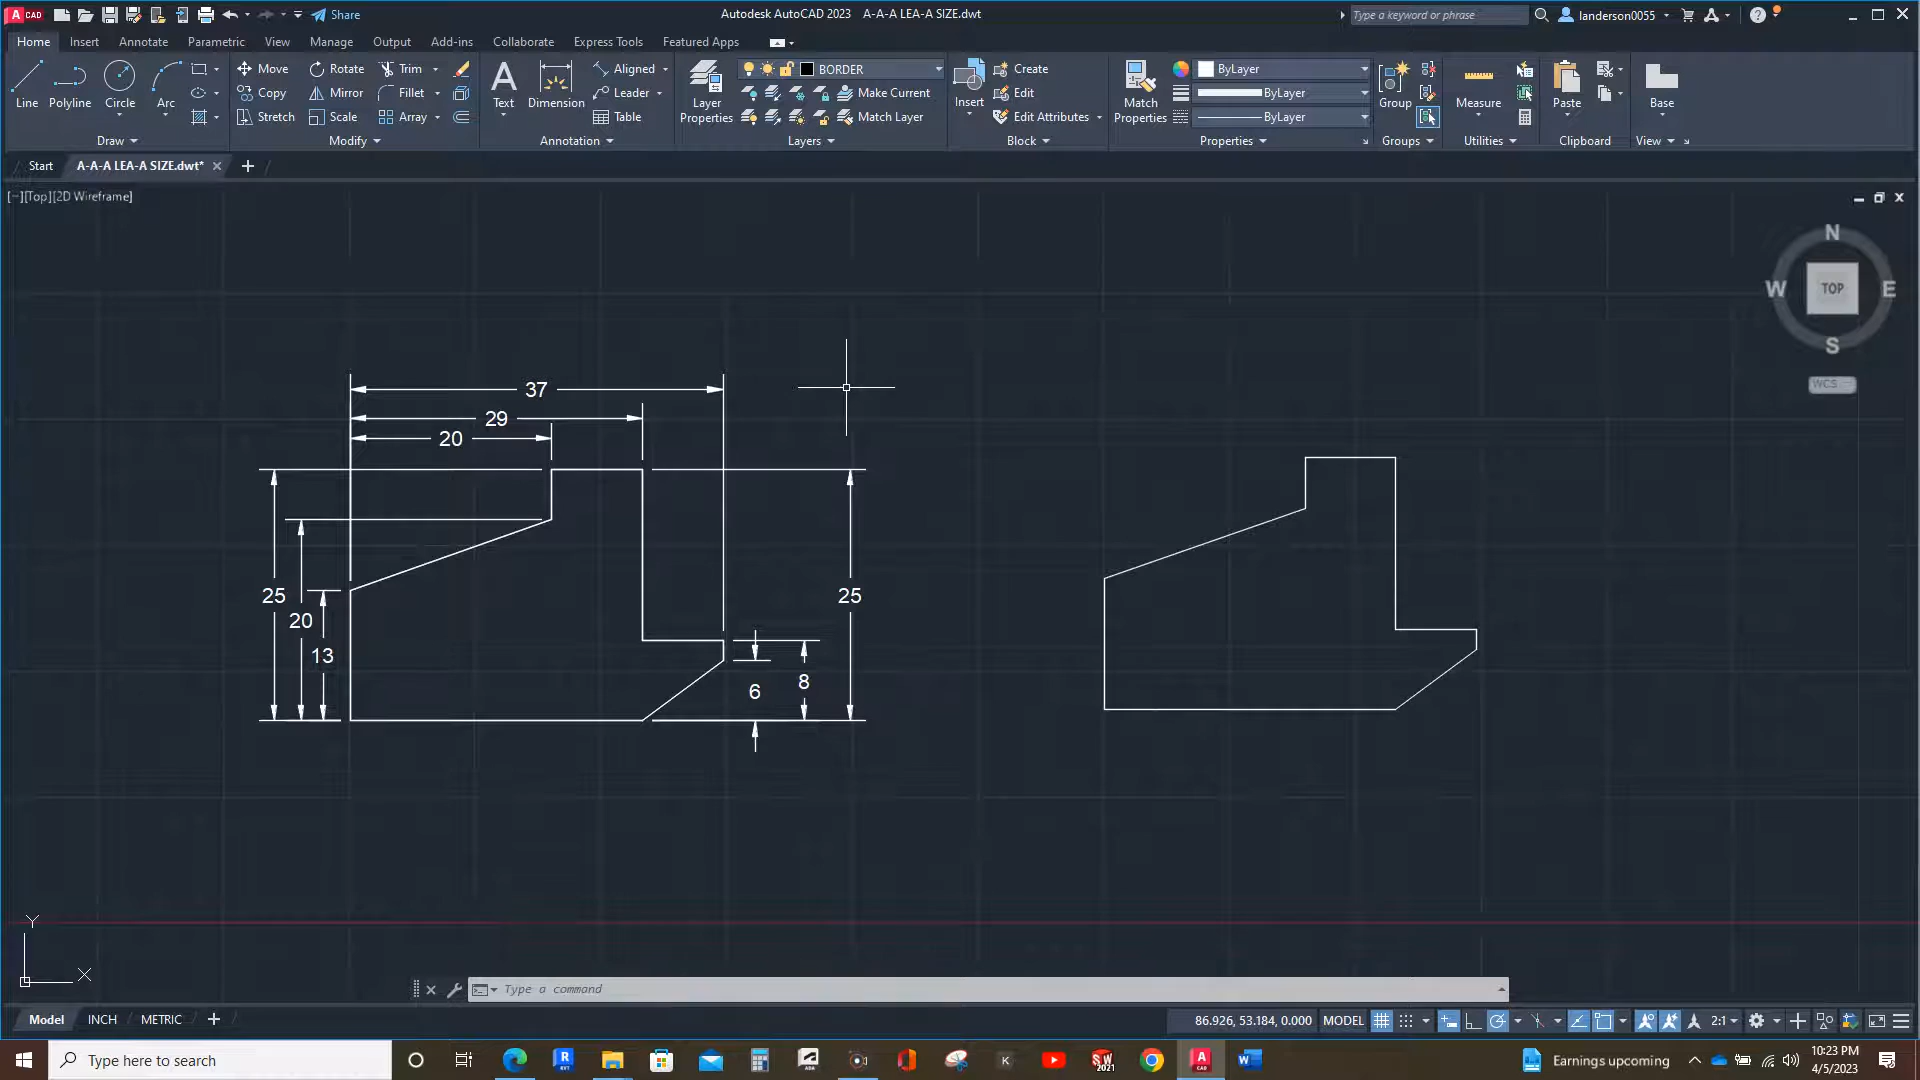 A CAD Share Autodesk AutoCAD 2023 A-A-A LEA-A SIZE.dwt Type a keyword or phrase landerson0055
Home Insert Annotate Parametric View Manage Output Add-ins Collaborate Express Tools Featured Apps
Move Rotate Trim Aligned BORDER Create ByLayer
Copy Mirror Fillet Leader Make Current Edit ByLayer
Line Polyline Circle Arc Text Dimension Layer Properties Insert Match Properties Group Measure Paste Base
Stretch Scale Array Table Match Layer Edit Attributes ByLayer
Draw Modify Annotation Layers Block Properties Groups Utilities Clipboard View
Start A-A-A LEA-A SIZE.dwt*
[−][Top][2D Wireframe]
N
W TOP E
S
WCS
37
29
20
25 25
20
13
8
6
Y
X
Type a command
Model INCH METRIC 86.926, 53.184, 0.000 MODEL 2:1
Type here to search Earnings upcoming 10:23 PM
4/5/2023